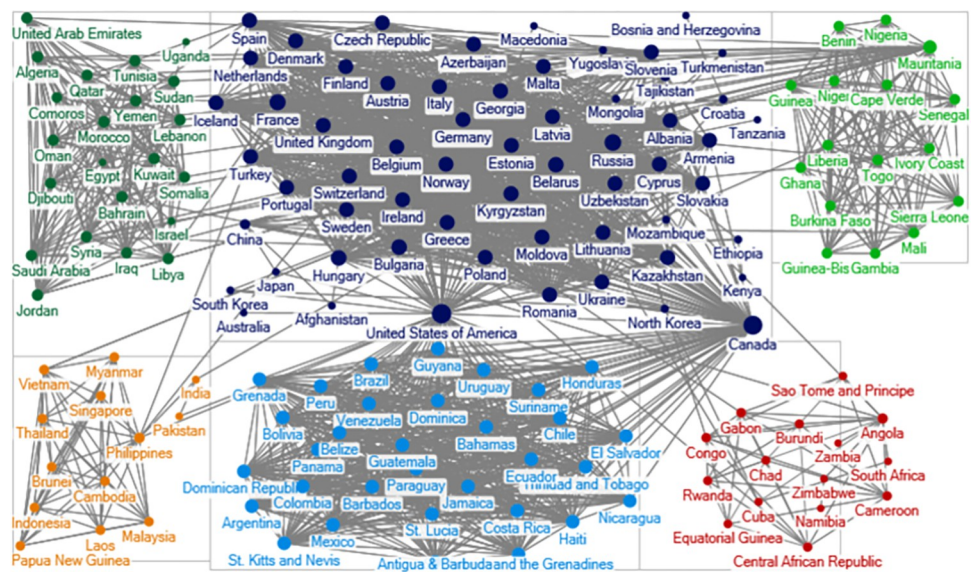 United Arab Emirates
Algeria
Uganda
Tunisia
Qatar
Sudan
Comoros
Yemen
Lebanon
Morocco
Oman
Egypt
Kuwait
Somalia
Djibouti
Bahrain
Israel
Syria
Saudi Arabia
Iraq
Libya
Jordan
Spain
Czech Republic
Macedonia
Bosnia and Herzegovina
Denmark
Azerbaijan
Yugoslav
Slovenia
Turkmenistan
Netherlands
Finland
Malta
Tajikistan
Austria
Italy
Georgia
Mongolia
Croatia
Iceland
France
Germany
Latvia
Albania
Tanzania
United Kingdom
Belgium
Estonia
Russia
Armenia
Turkey
Switzerland
Norway
Belarus
Uzbekistan
Cyprus
Slovakia
Portugal
Sweden
Ireland
Kyrgyzstan
China
Greece
Moldova
Lithuania
Mozambique
Ethiopia
Hungary
Bulgaria
Poland
Kazakhstan
Japan
Kenya
South Korea
Romania
Ukraine
Australia
Afghanistan
United States of America
North Korea
Canada
Benin
Nigeria
Mauritania
Guinea
Niger
Cape Verde
Senegal
Liberia
Ivory Coast
Ghana
Togo
Burkina Faso
Sierra Leone
Mali
Guinea-Bis
Gambia
Vietnam
Myanmar
India
Singapore
Thailand
Pakistan
Philippines
Brunei
Cambodia
Indonesia
Malaysia
Laos
Papua New Guinea
Guyana
Grenada
Brazil
Uruguay
Honduras
Peru
Suriname
Venezuela
Dominica
Bolivia
Chile
Belize
Bahamas
El Salvador
Panama
Guatemala
Ecuador
Dominican Republi
Paraguay
Trinidad and Tobago
Colombia
Barbados
Jamaica
Nicaragua
Argentina
St. Lucia
Costa Rica
Mexico
Haiti
St. Kitts and Nevis
Antigua & Barbuda
and the Grenadines
Sao Tome and Principe
Gabon
Burundi
Angola
Congo
Zambia
Chad
South Africa
Rwanda
Zimbabwe
Cuba
Namibia
Cameroon
Equatorial Guinea
Central African Republic